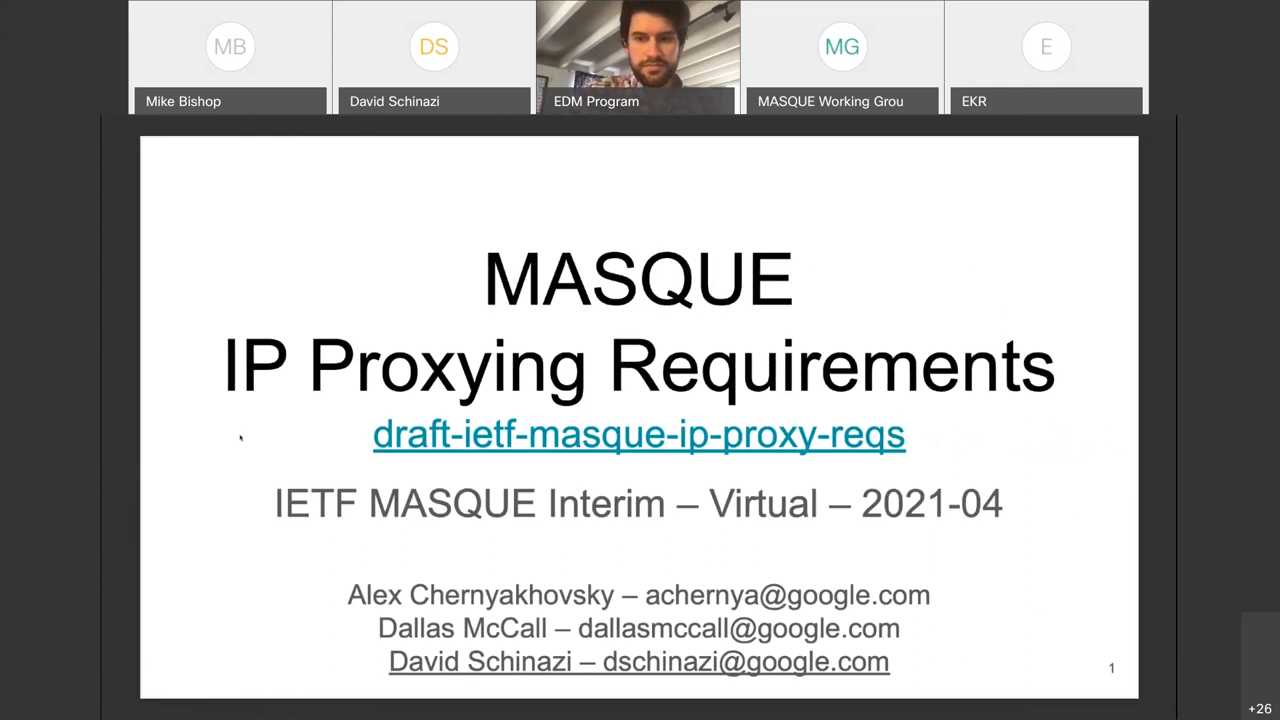 MB
DS
MG
E
Mike Bishop
David Schinazi
EDM Program
MASQUE Working Grou
EKR
MASQUE
IP Proxying Requirements
draft-ietf-masque-ip-proxy-reqs
IETF MASQUE Interim – Virtual – 2021-04
Alex Chernyakhovsky – achernya@google.com
Dallas McCall – dallasmccall@google.com
David Schinazi – dschinazi@google.com
1
+26